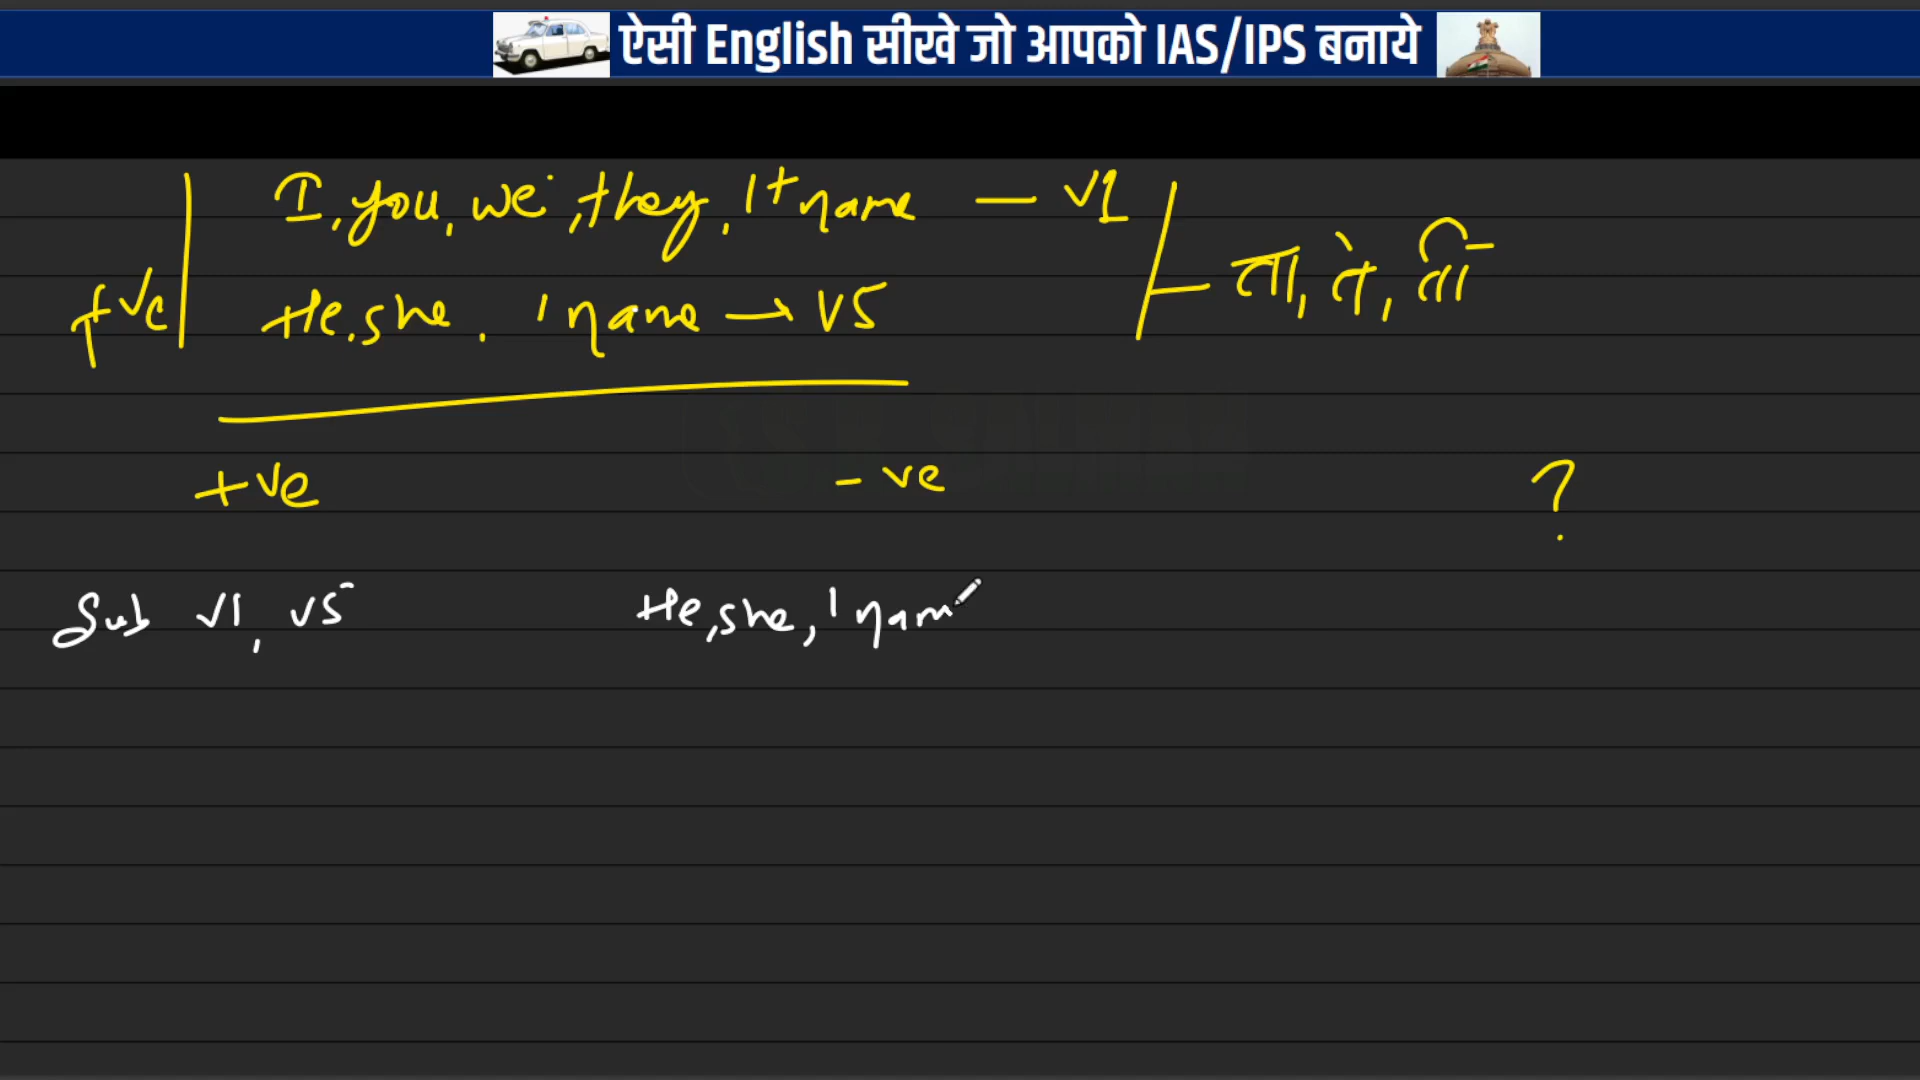 ऐसी English सीखे जो आपको IAS/IPS बनाये
I, you, we, they, 1+ name — V1
+ve
He, she, 1 name → V5
ता, ते, ती
+ve - ve ?
Sub V1, V5 He, she, 1 nam